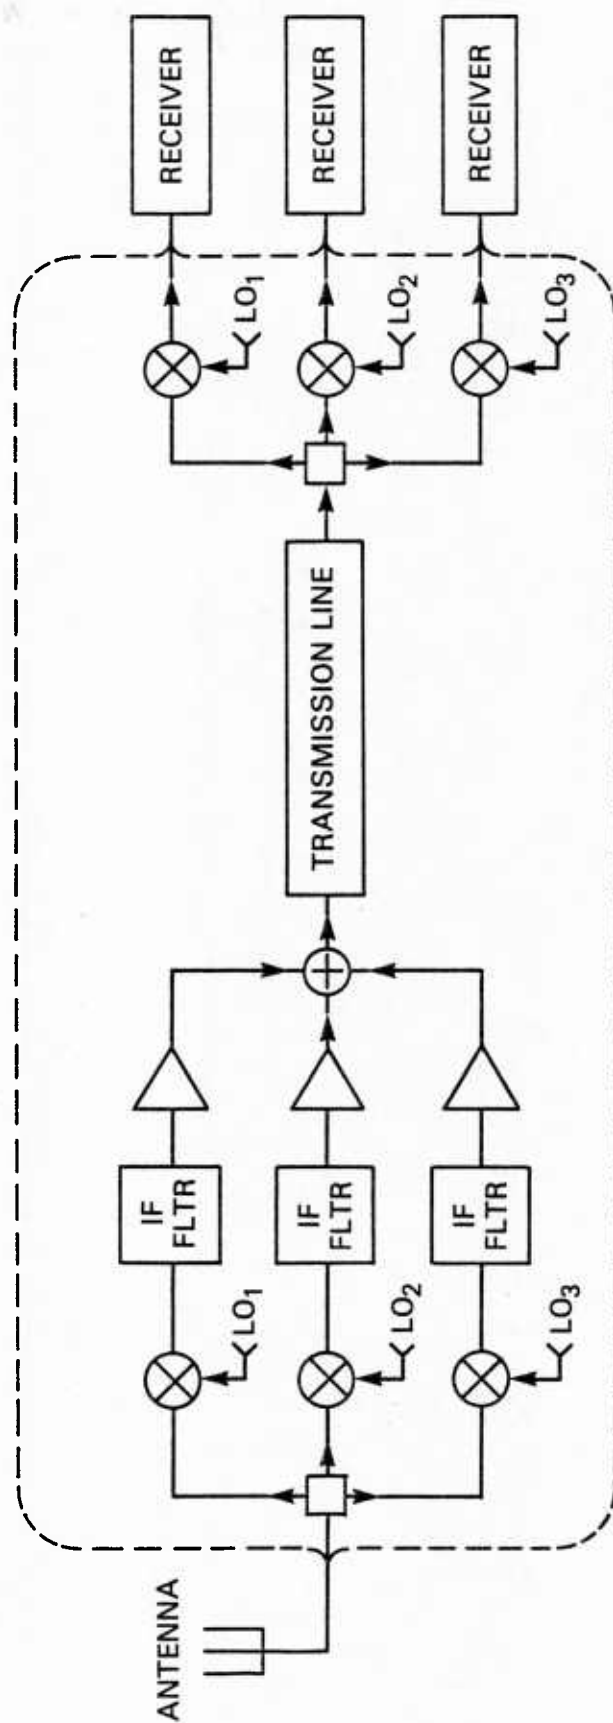 ANTENNA
LO1
LO2
LO3
IF
FLTR
IF
FLTR
IF
FLTR
TRANSMISSION LINE
LO1
LO2
LO3
RECEIVER
RECEIVER
RECEIVER